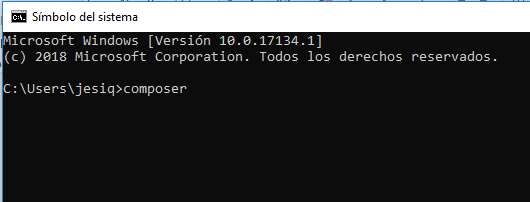 Símbolo del sistema
Microsoft Windows [Versión 10.0.17134.1]
(c) 2018 Microsoft Corporation. Todos los derechos reservados.
C:\Users\jesiq>composer